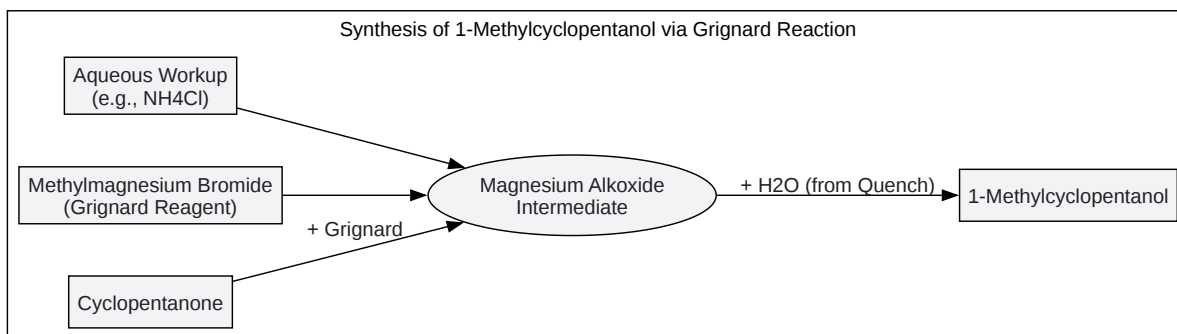 Synthesis of 1-Methylcyclopentanol via Grignard Reaction
Aqueous Workup
(e.g., NH4Cl)
Methylmagnesium Bromide
(Grignard Reagent)
+ Grignard
Cyclopentanone
Magnesium Alkoxide
Intermediate
+ H2O (from Quench)
1-Methylcyclopentanol